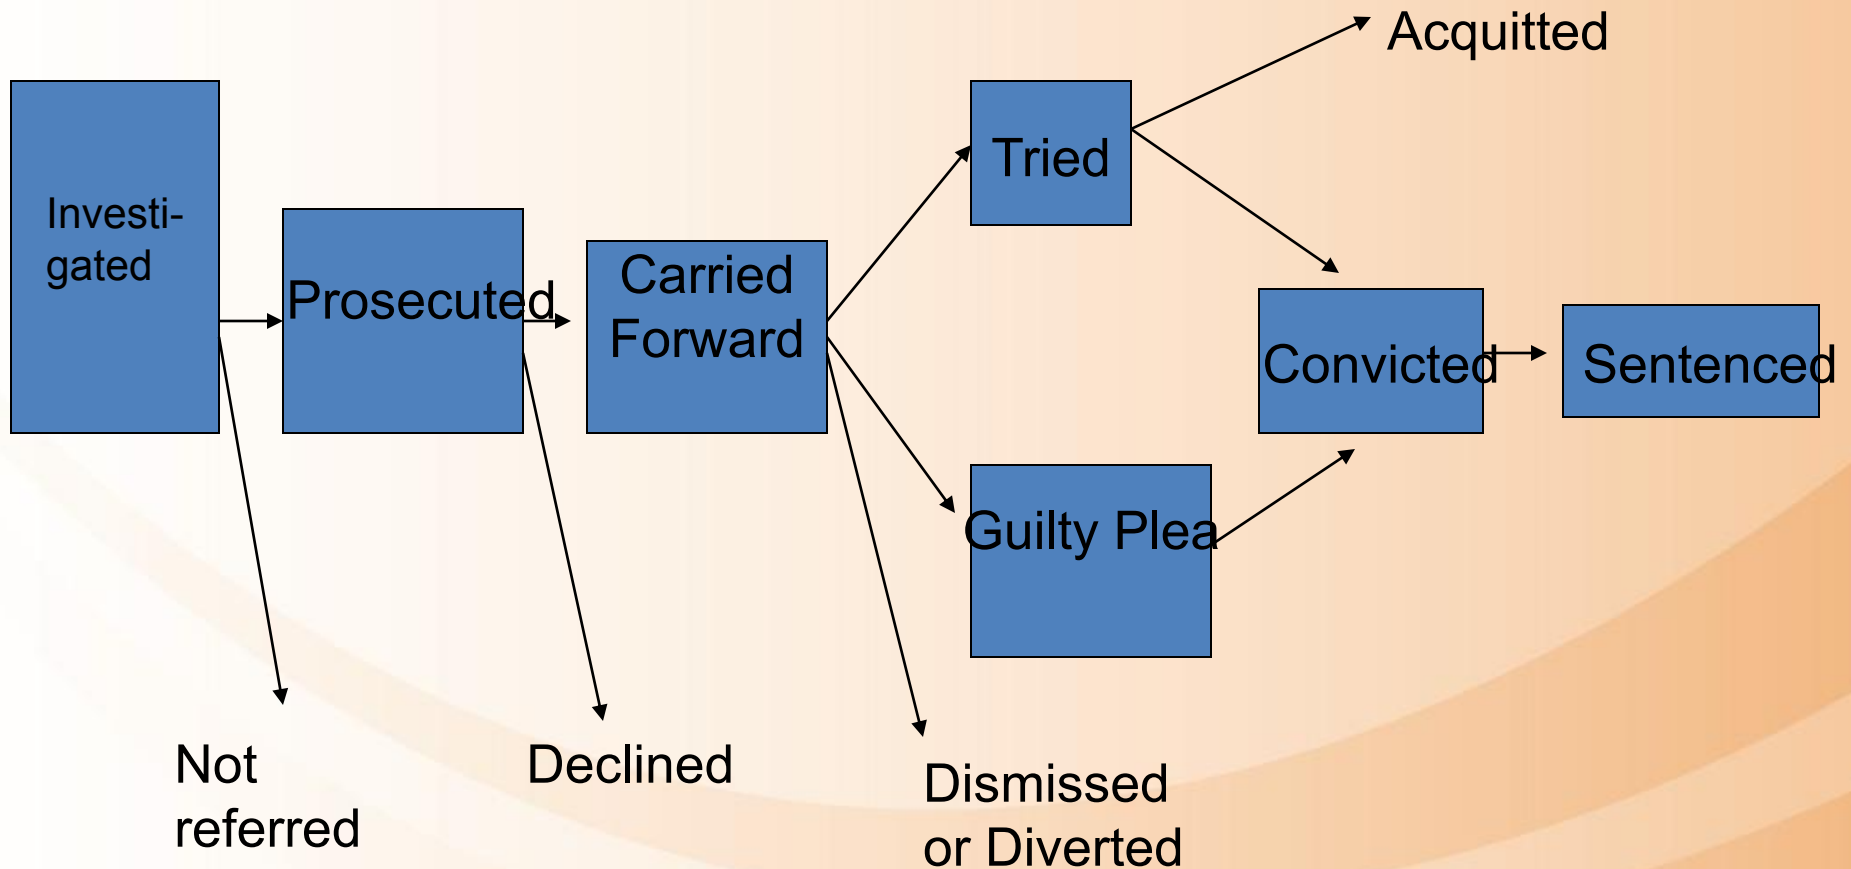 Acquitted
Investi-
gated
Prosecuted
Carried
Forward
Tried
Convicted
Sentenced
Guilty Plea
Not
referred
Declined
Dismissed
or Diverted